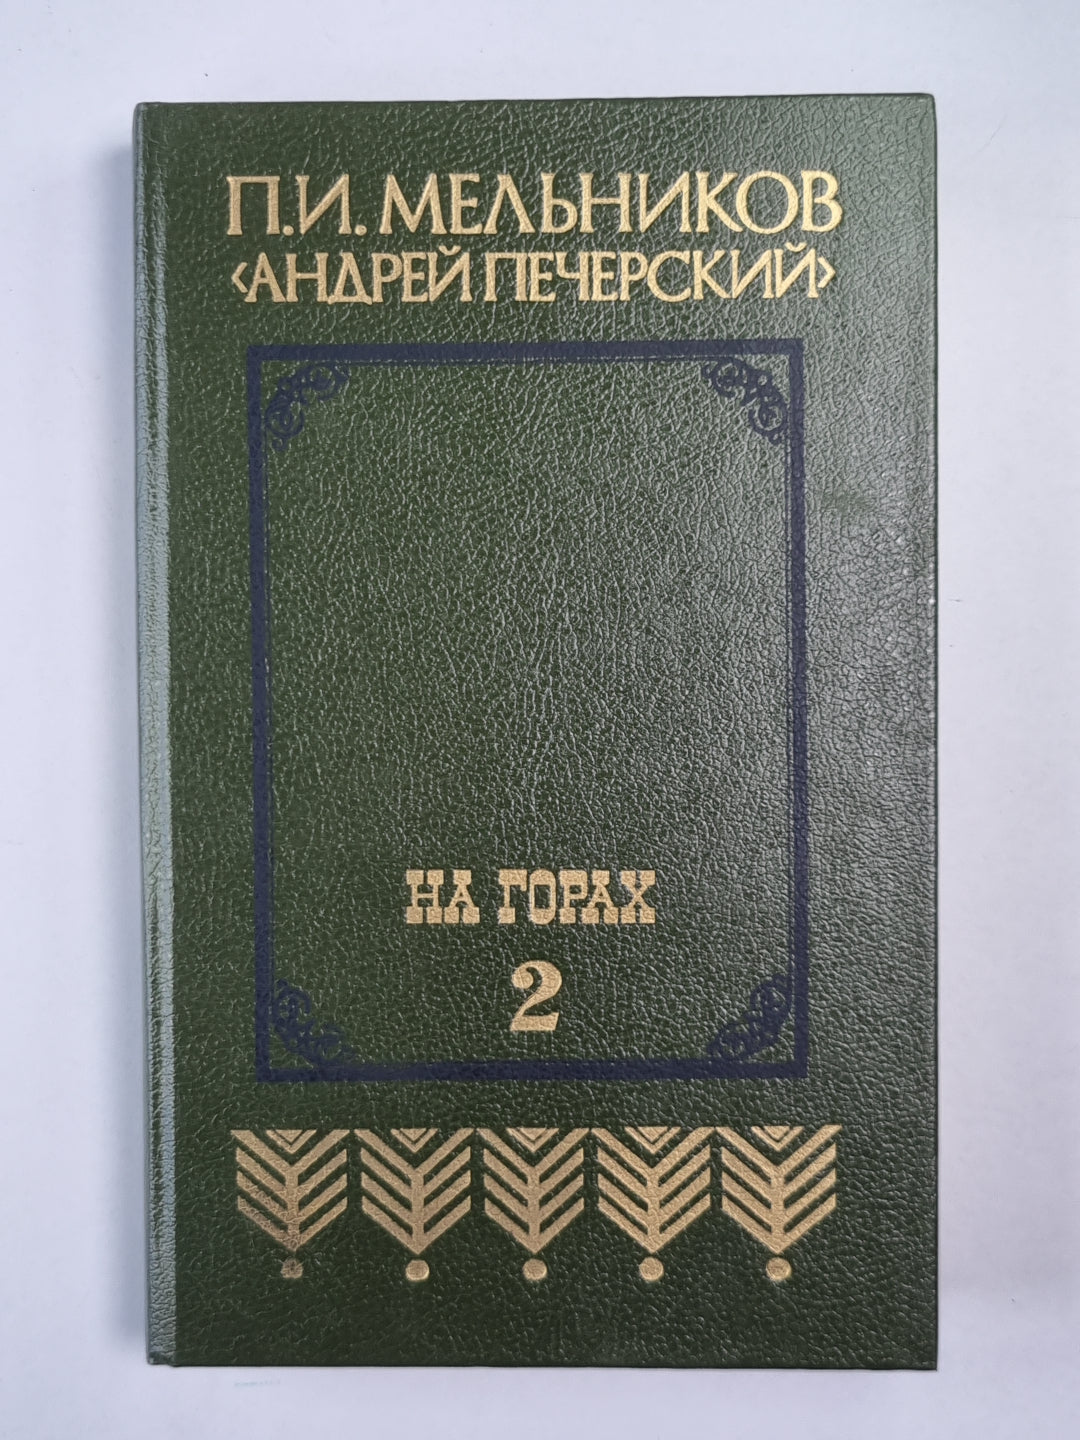 П.И. МЕЛЬНИКОВ
‹АНДРЕЙ ПЕЧЕРСКИЙ›
НА ГОРАХ
2